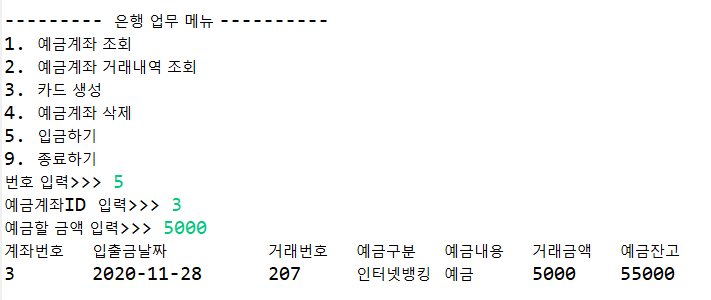 --------- 은행 업무 메뉴 ----------
1. 예금계좌 조회
2. 예금계좌 거래내역 조회
3. 카드 생성
4. 예금계좌 삭제
5. 입금하기
9. 종료하기
번호 입력>>> 5
예금계좌ID 입력>>> 3
예금할 금액 입력>>> 5000
계좌번호 입출금날짜 거래번호 예금구분 예금내용 거래금액 예금잔고
3 2020-11-28 207 인터넷뱅킹 예금 5000 55000